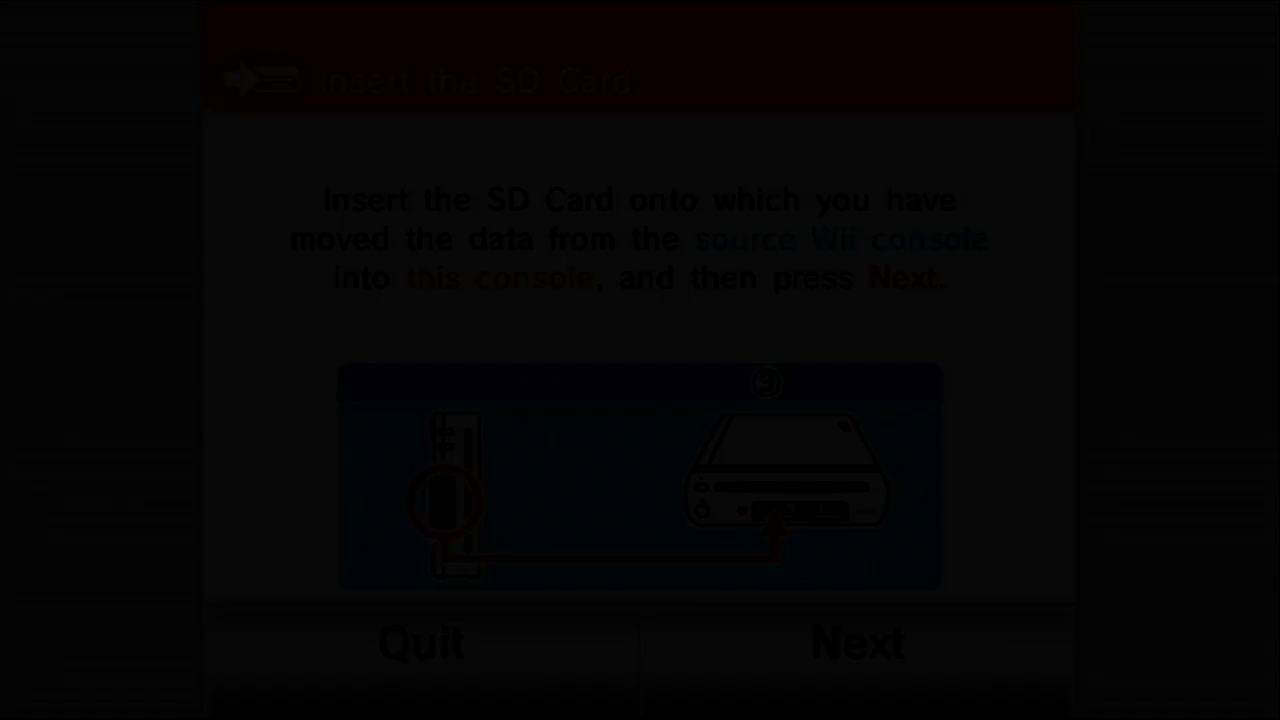 Insert the SD Card
Insert the SD Card onto which you have
moved the data from the source Wii console
into this console, and then press Next.
3
Quit
Next